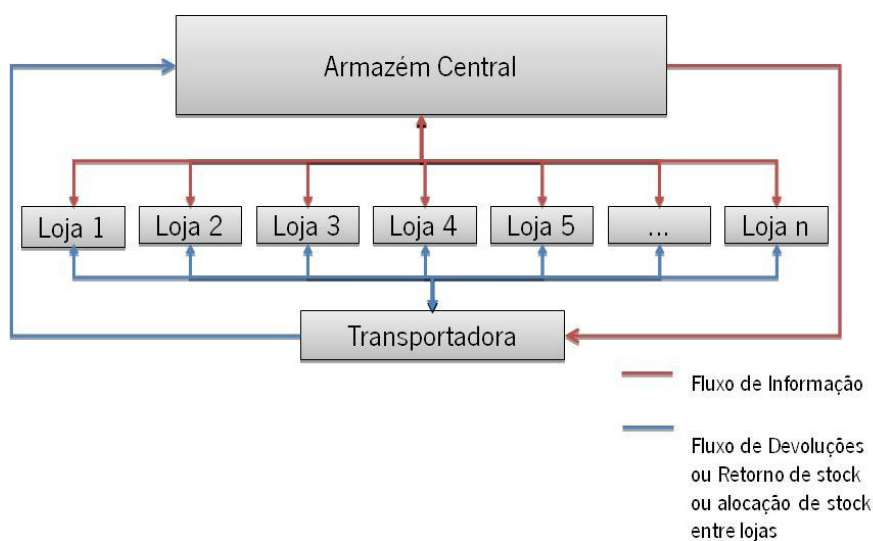 Armazém Central
Loja 1
Loja 2
Loja 3
Loja 4
Loja 5
...
Loja n
Transportadora
Fluxo de Informação
Fluxo de Devoluções
ou Retorno de stock
ou alocação de stock
entre lojas